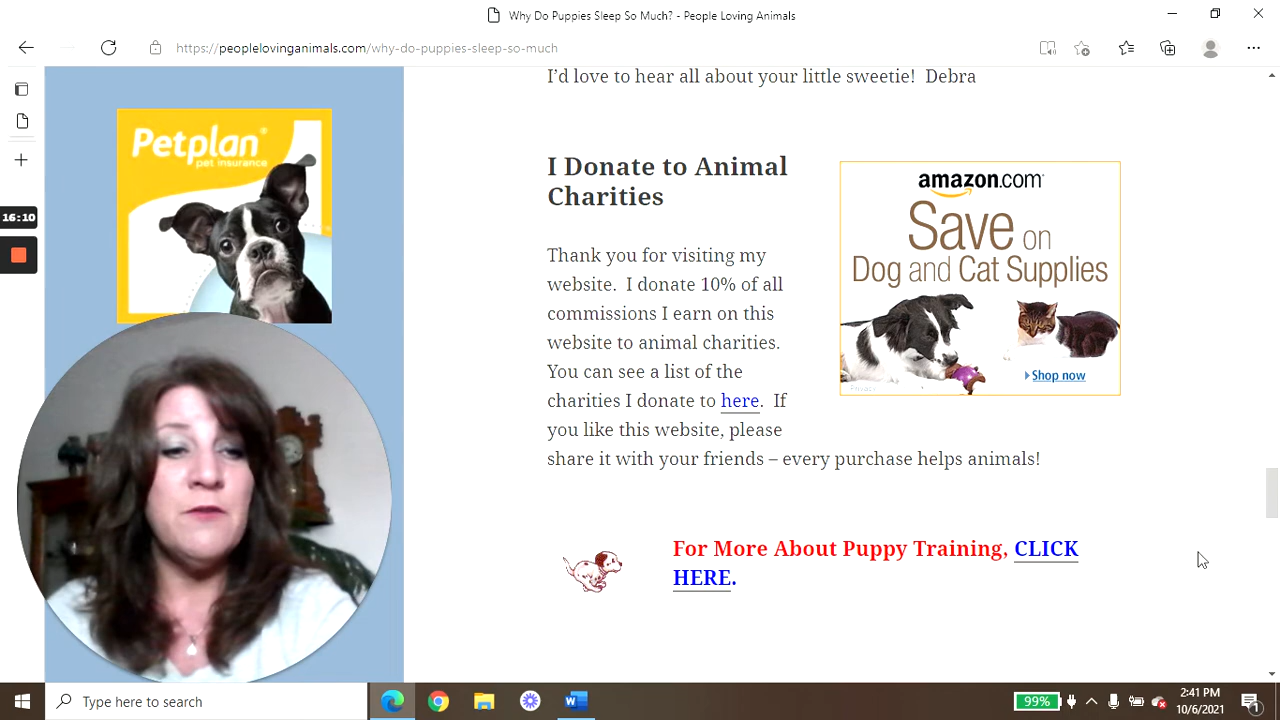 Why Do Puppies Sleep So Much? - People Loving Animals
https://peoplelovinganimals.com/why-do-puppies-sleep-so-much
I'd love to hear all about your little sweetie!  Debra
Petplan®
pet insurance
16:10
I Donate to Animal
Charities
Thank you for visiting my
website.  I donate 10% of all
commissions I earn on this
website to animal charities.
You can see a list of the
charities I donate to here.  If
you like this website, please
share it with your friends – every purchase helps animals!
amazon.com
Save on
Dog and Cat Supplies
Shop now
Privacy
For More About Puppy Training, CLICK
HERE.
Type here to search
99%
2:41 PM
10/6/2021
1